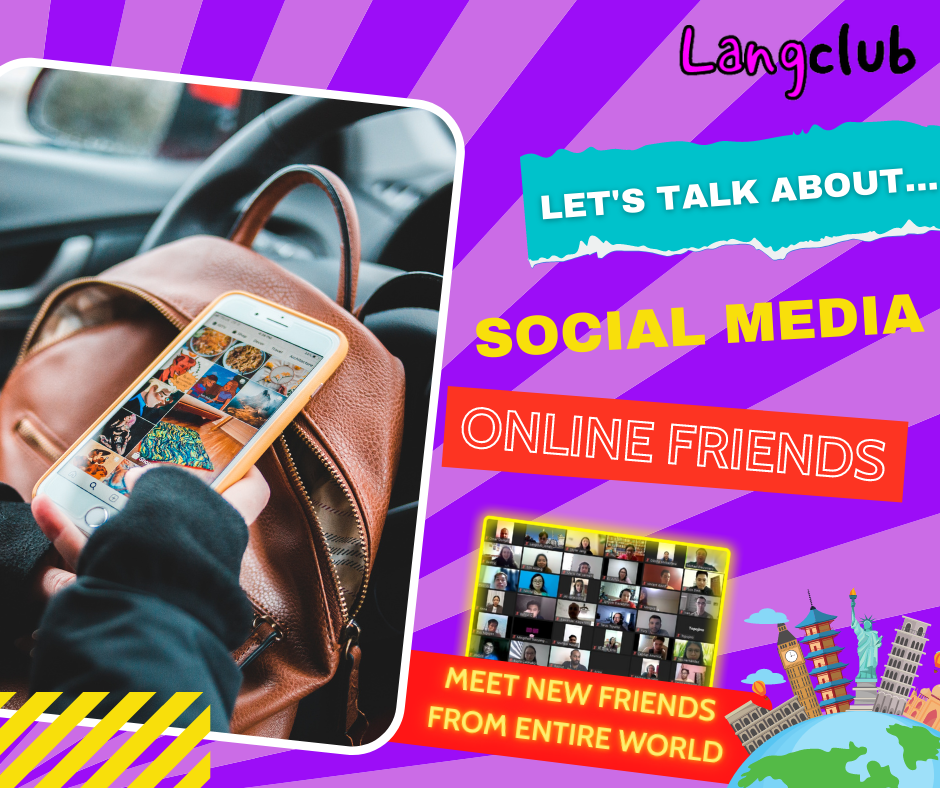 Langclub
LET'S TALK ABOUT...
SOCIAL MEDIA
ONLINE FRIENDS
MEET NEW FRIENDS
FROM ENTIRE WORLD